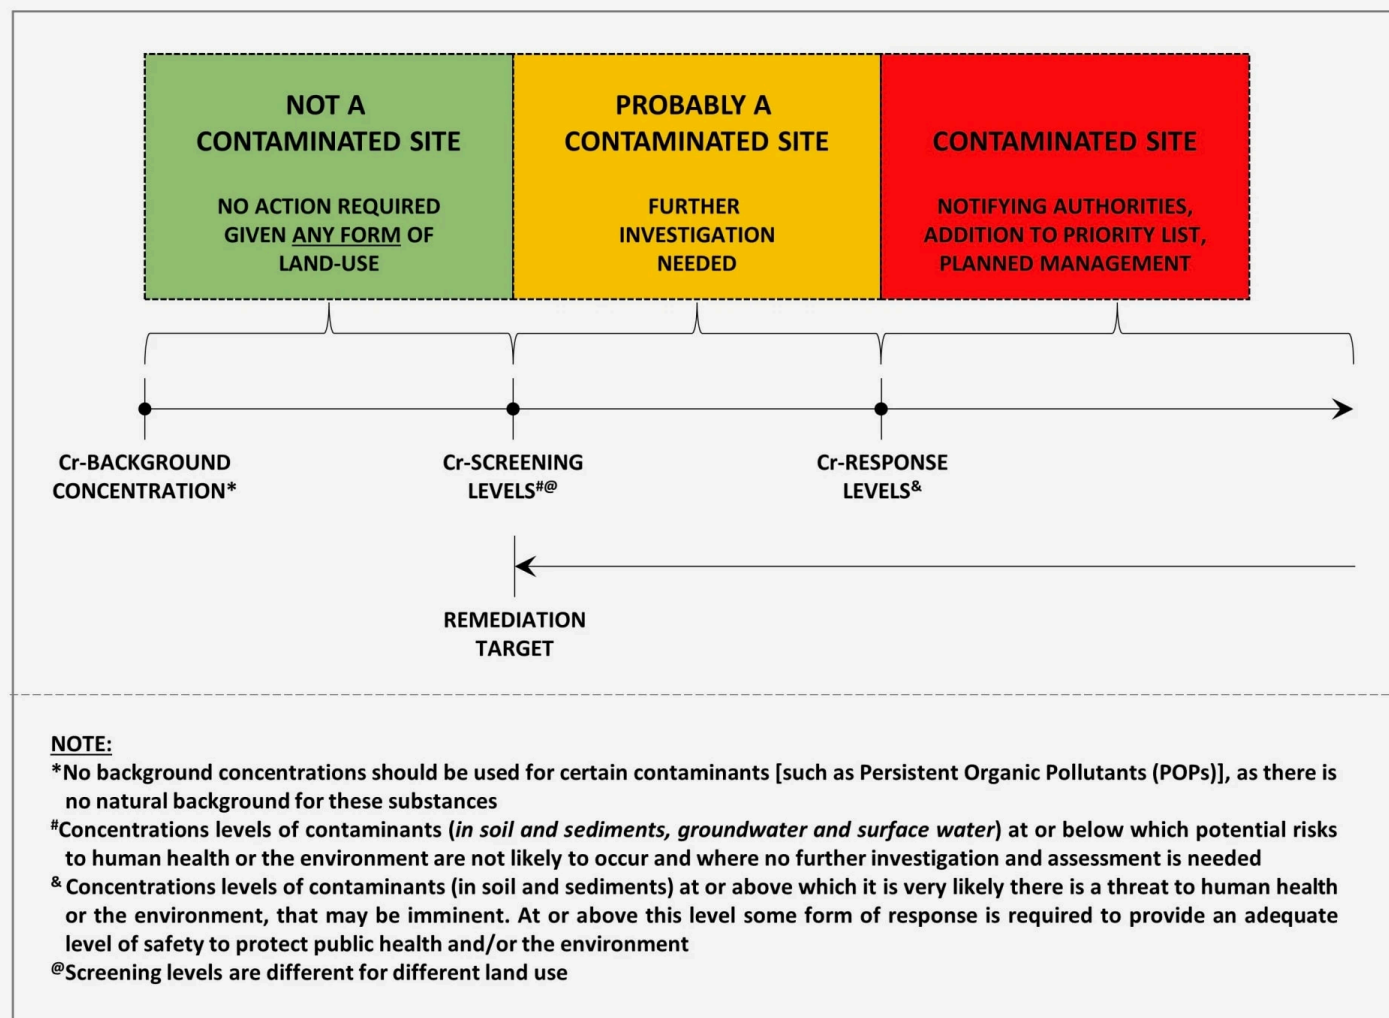 NOT A
CONTAMINATED SITE
NO ACTION REQUIRED
GIVEN ANY FORM OF
LAND-USE
PROBABLY A
CONTAMINATED SITE
FURTHER
INVESTIGATION
NEEDED
CONTAMINATED SITE
NOTIFYING AUTHORITIES,
ADDITION TO PRIORITY LIST,
PLANNED MANAGEMENT
Cr-BACKGROUND
CONCENTRATION*
Cr-SCREENING
LEVELS#@
Cr-RESPONSE
LEVELS&
REMEDIATION
TARGET
NOTE:
*No background concentrations should be used for certain contaminants [such as Persistent Organic Pollutants (POPs)], as there is
no natural background for these substances
#Concentrations levels of contaminants (in soil and sediments, groundwater and surface water) at or below which potential risks
to human health or the environment are not likely to occur and where no further investigation and assessment is needed
& Concentrations levels of contaminants (in soil and sediments) at or above which it is very likely there is a threat to human health
or the environment, that may be imminent. At or above this level some form of response is required to provide an adequate
level of safety to protect public health and/or the environment
@Screening levels are different for different land use